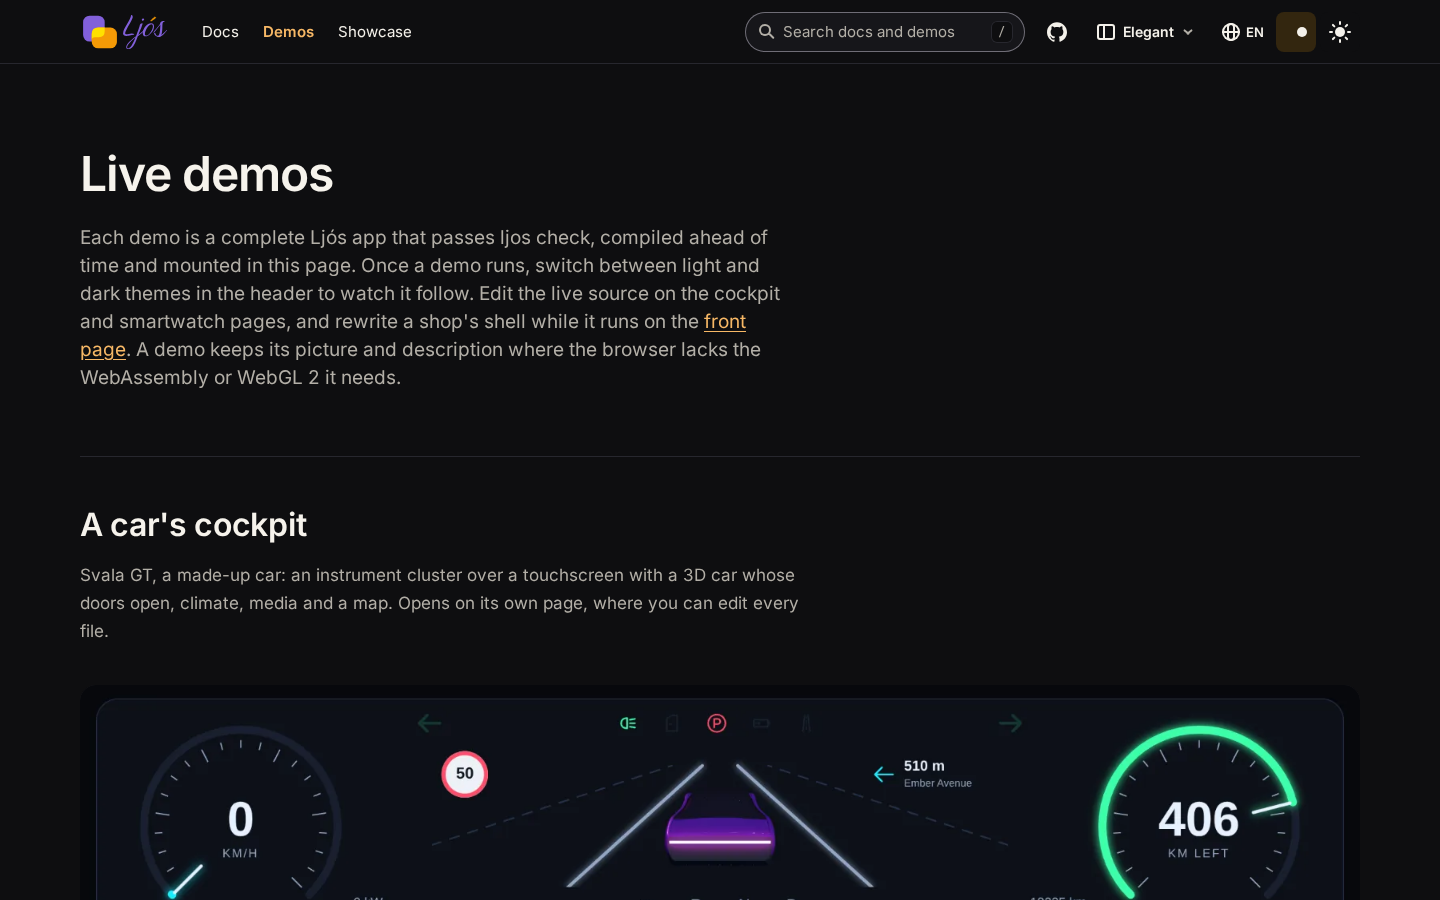 Ljós
Docs
Demos
Showcase
Search docs and demos
/
Elegant
EN
Live demos
Each demo is a complete Ljós app that passes ljos check, compiled ahead of
time and mounted in this page. Once a demo runs, switch between light and
dark themes in the header to watch it follow. Edit the live source on the cockpit
and smartwatch pages, and rewrite a shop's shell while it runs on the front
page. A demo keeps its picture and description where the browser lacks the
WebAssembly or WebGL 2 it needs.
A car's cockpit
Svala GT, a made-up car: an instrument cluster over a touchscreen with a 3D car whose
doors open, climate, media and a map. Opens on its own page, where you can edit every
file.
P
50
510 m
Ember Avenue
0
KM/H
406
KM LEFT